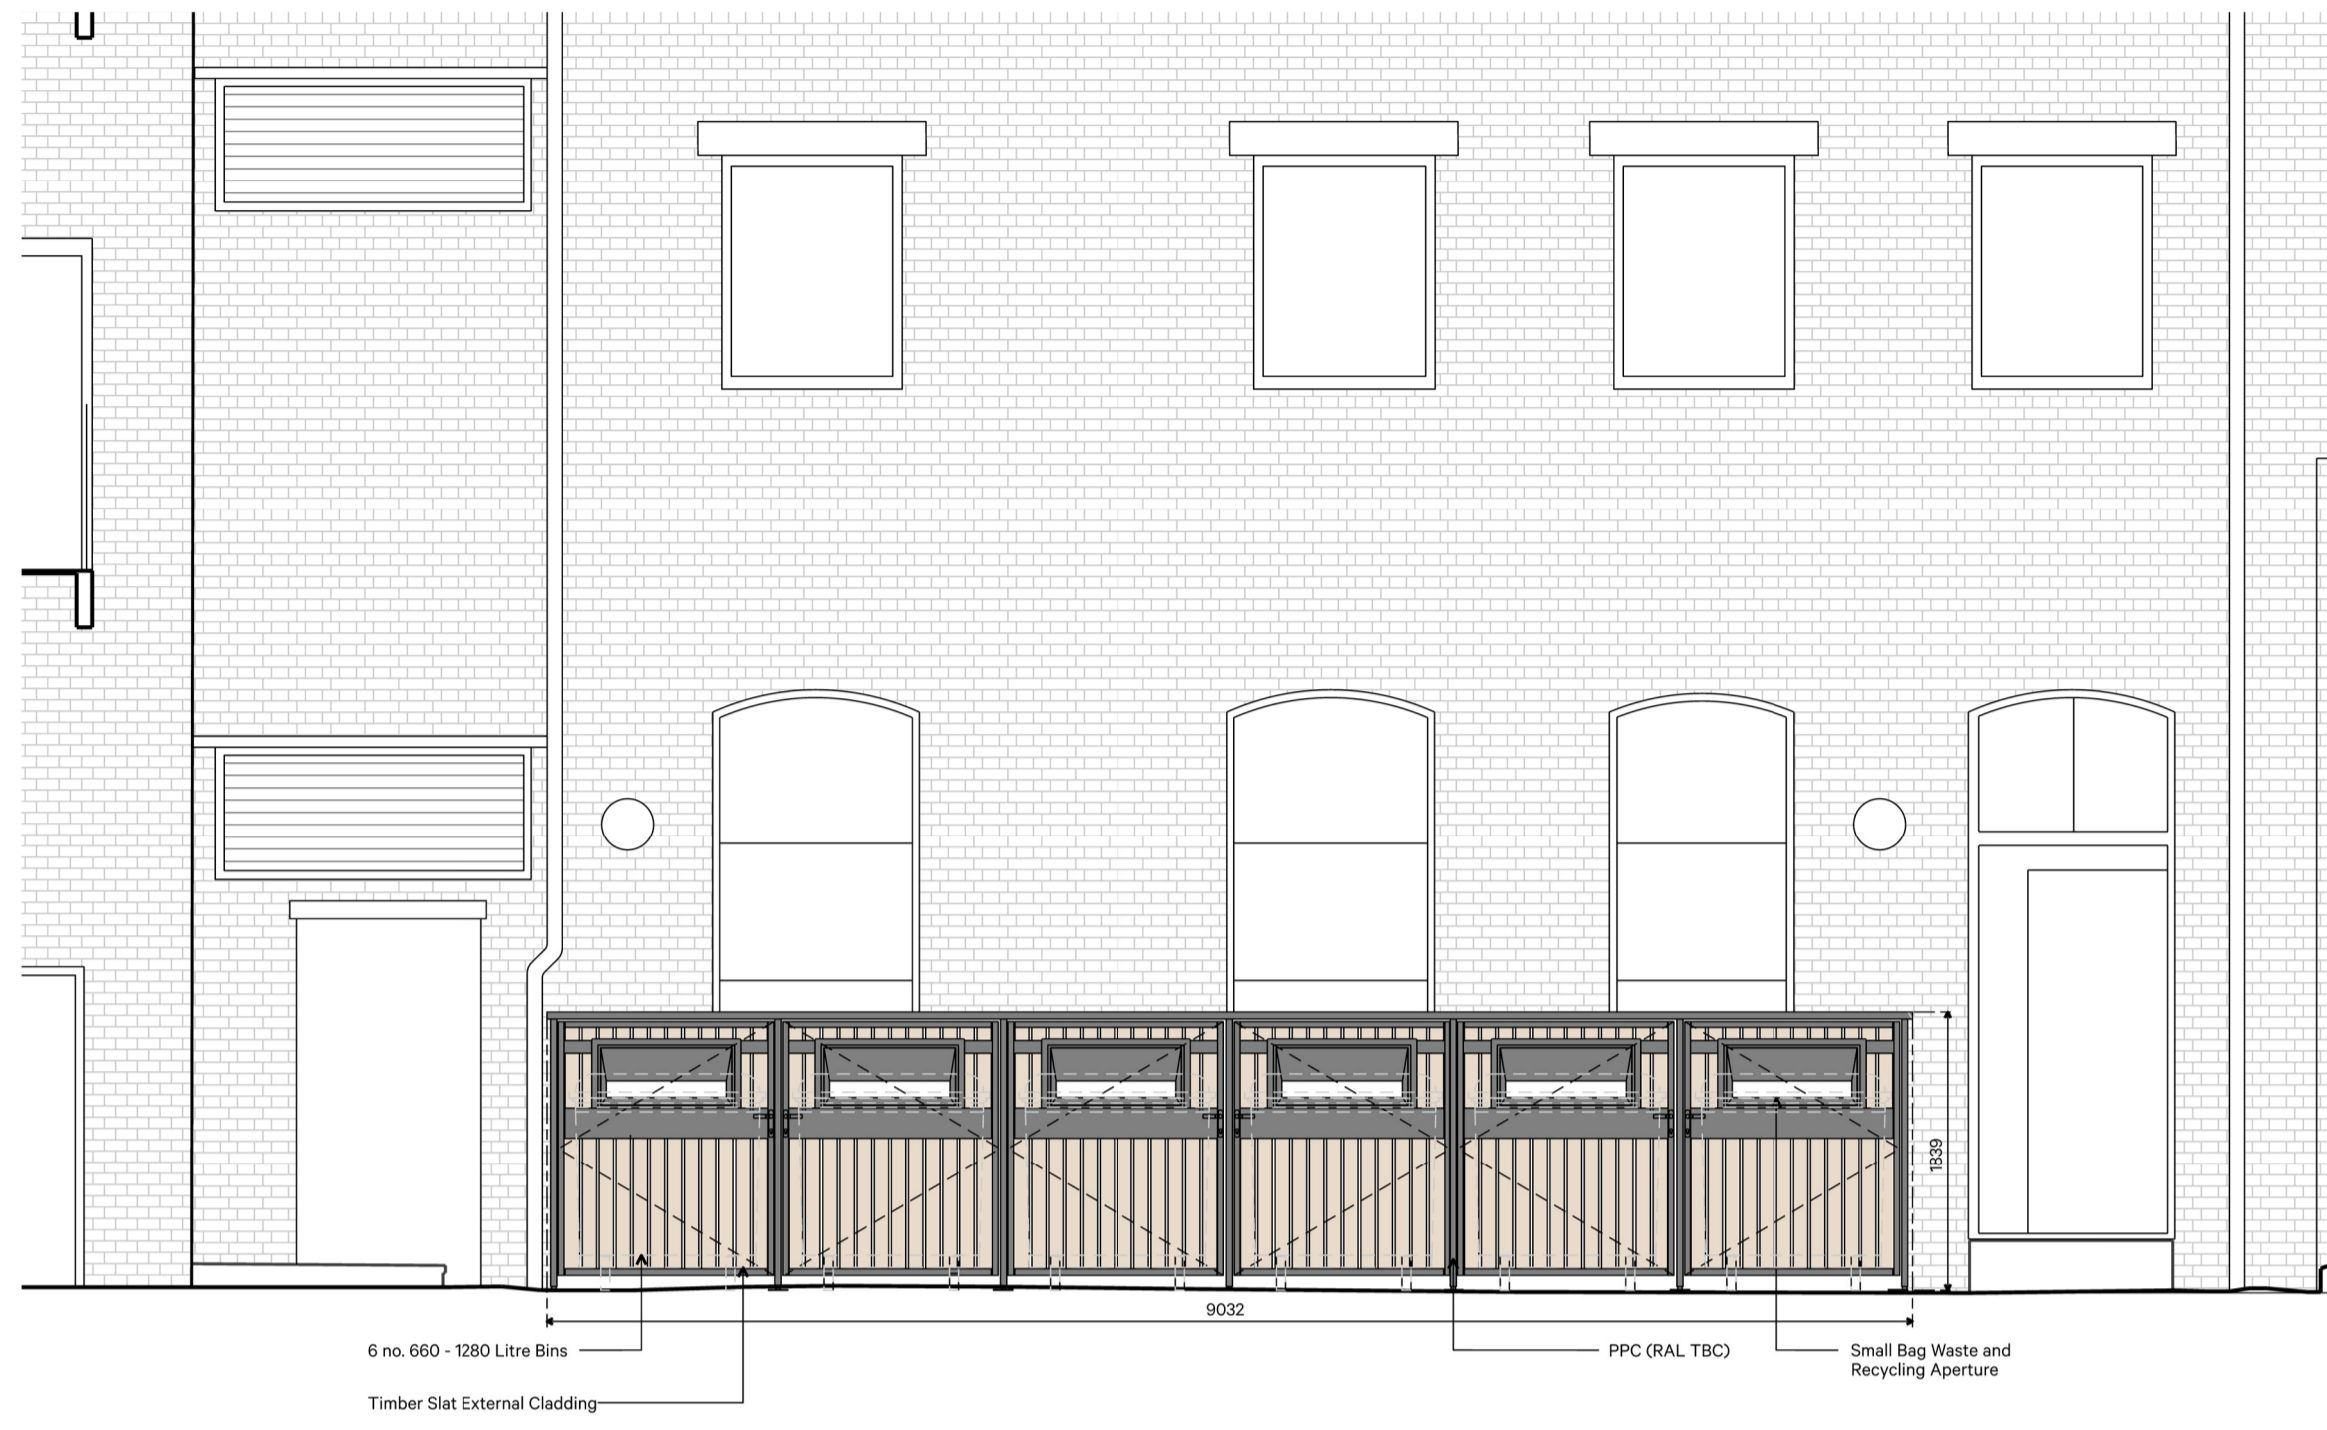 1839
9032
6 no. 660 - 1280 Litre Bins
PPC (RAL TBC)
Small Bag Waste and
Recycling Aperture
Timber Slat External Cladding